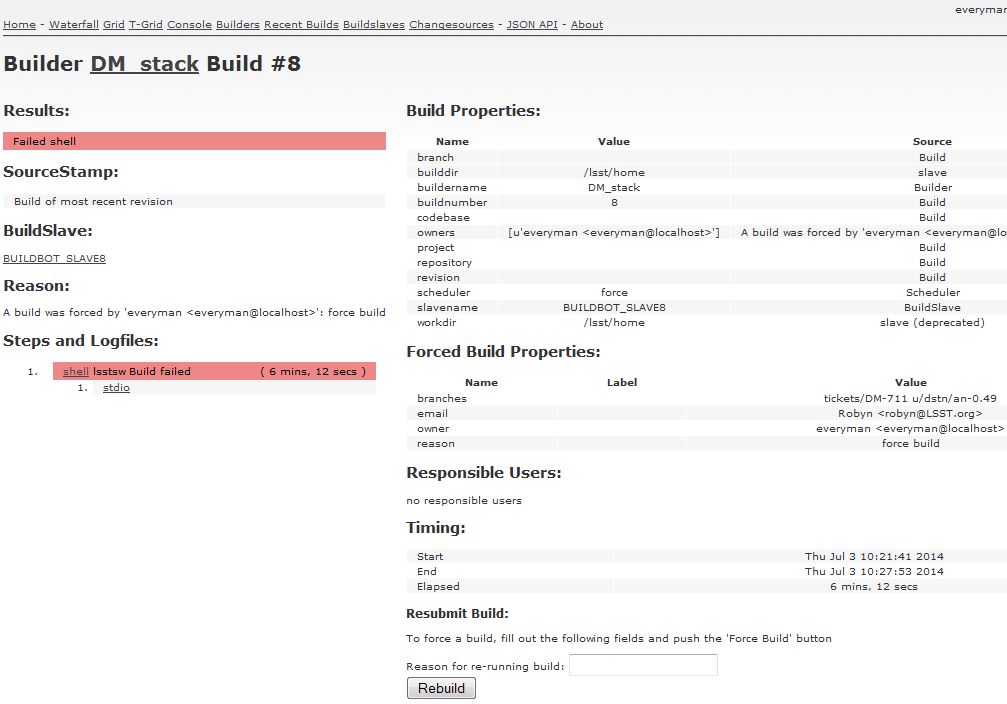 everyman
Home - Waterfall Grid T-Grid Console Builders Recent Builds Buildslaves Changesources - JSON API - About
Builder DM_stack Build #8
Results:
Failed shell
SourceStamp:
Build of most recent revision
BuildSlave:
BUILDBOT_SLAVE8
Reason:
A build was forced by 'everyman <everyman@localhost>': force build
Steps and Logfiles:
1. shell lsstsw Build failed ( 6 mins, 12 secs )
1. stdio
Build Properties:
Name Value Source
branch Build
builddir /lsst/home slave
buildername DM_stack Builder
buildnumber 8 Build
codebase Build
owners [u'everyman <everyman@localhost>'] A build was forced by 'everyman <everyman@lo
project Build
repository Build
revision Build
scheduler force Scheduler
slavename BUILDBOT_SLAVE8 BuildSlave
workdir /lsst/home slave (deprecated)
Forced Build Properties:
Name Label Value
branches tickets/DM-711 u/dstn/an-0.49
email Robyn <robyn@LSST.org>
owner everyman <everyman@localhost>
reason force build
Responsible Users:
no responsible users
Timing:
Start Thu Jul 3 10:21:41 2014
End Thu Jul 3 10:27:53 2014
Elapsed 6 mins, 12 secs
Resubmit Build:
To force a build, fill out the following fields and push the 'Force Build' button
Reason for re-running build:
Rebuild